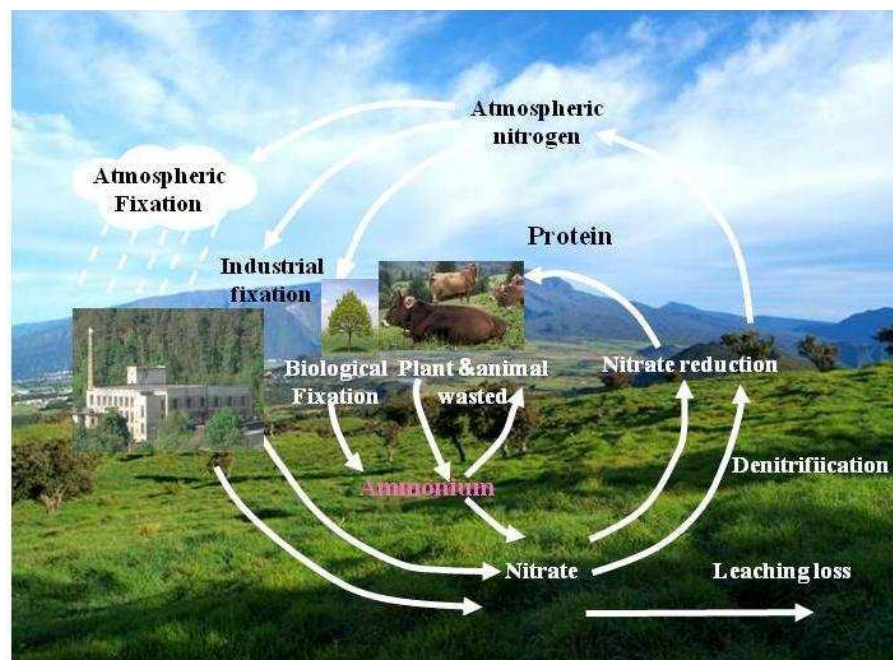 Atmospheric
nitrogen
Atmospheric
Fixation
Protein
Industrial
fixation
Biological
Fixation
Plant &animal
wasted
Nitrate reduction
Ammonium
Denitrifiication
Nitrate
Leaching loss